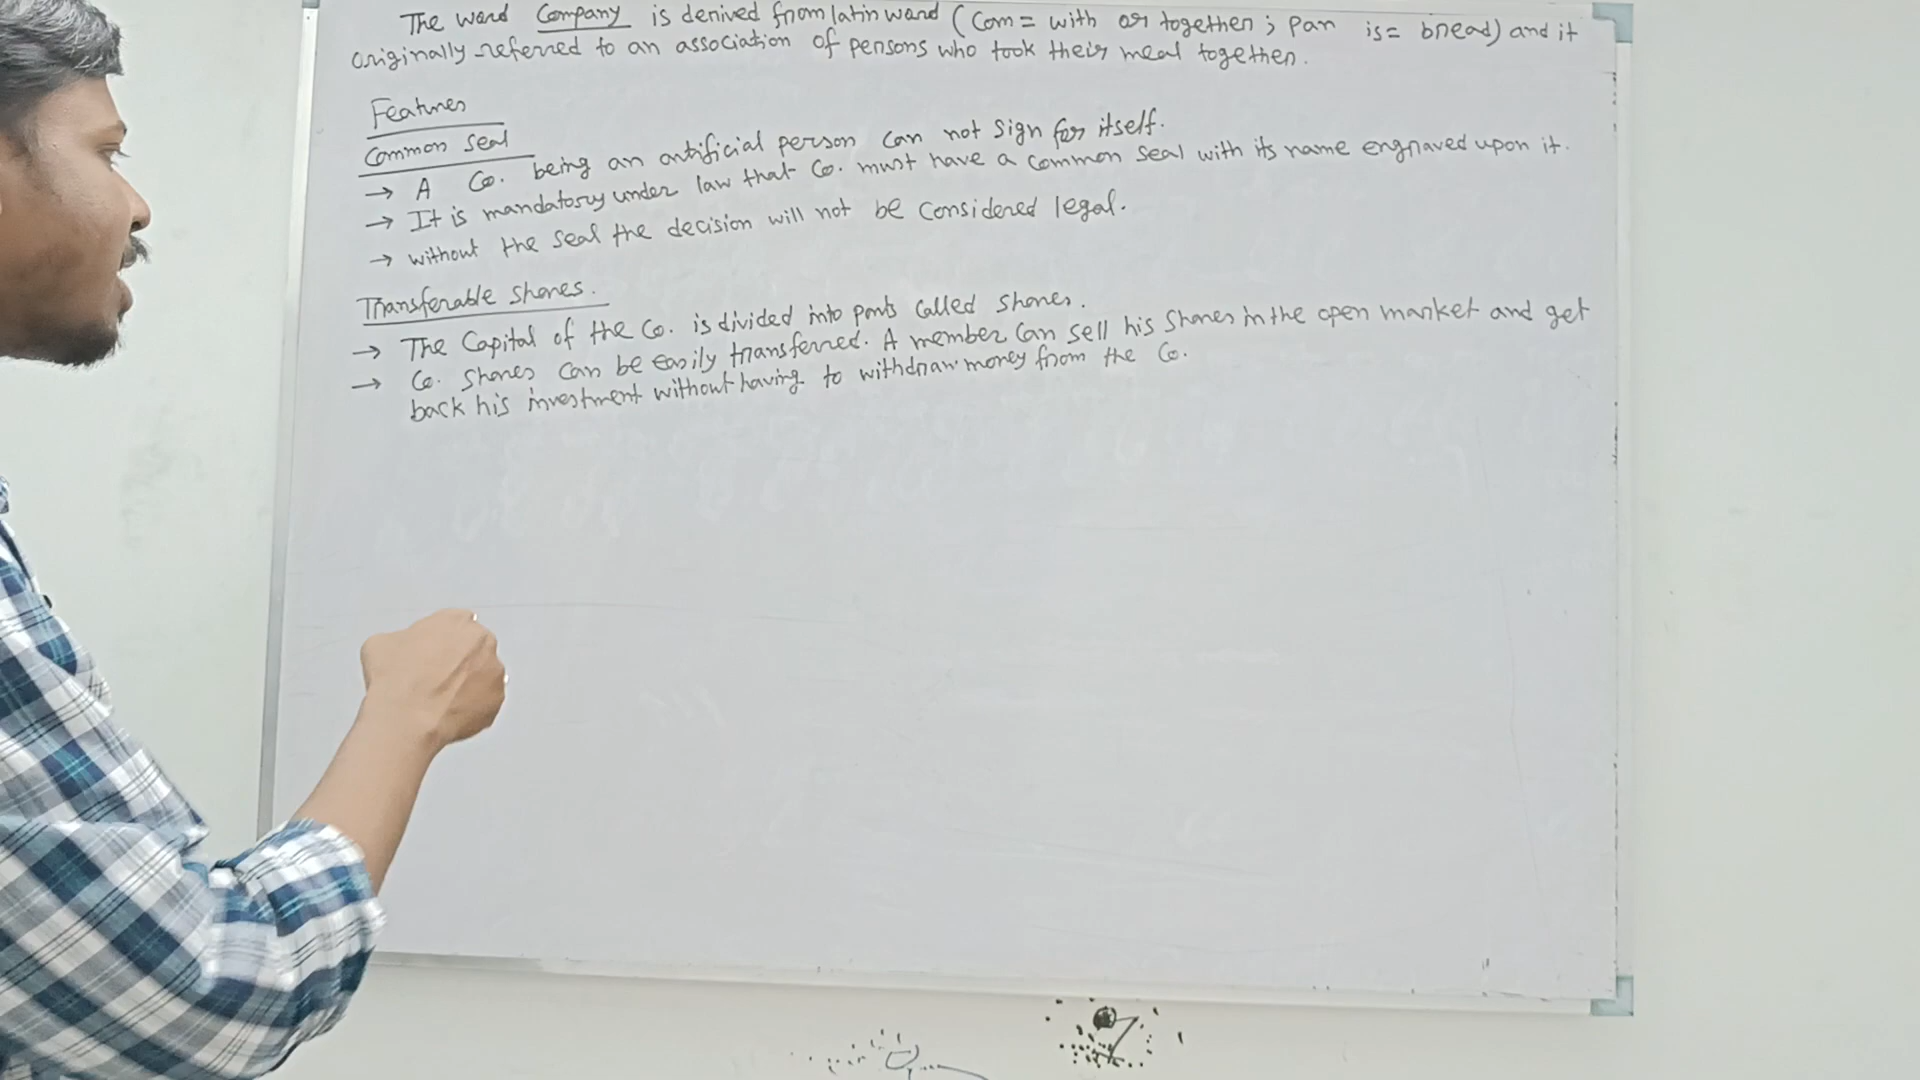 The word Company is derived from latin word (Com = with or together ; pan is = bread) and it
originally referred to an association of persons who took their meal together.
Features
Common seal
→ A Co. being an artificial person can not sign for itself.
→ It is mandatory under law that Co. must have a common seal with its name engraved upon it.
→ without the seal the decision will not be considered legal.
Transferable shares.
→ The Capital of the Co. is divided into parts called shares.
→ Co. shares can be easily transferred. A member can sell his shares in the open market and get
back his investment without having to withdraw money from the Co.